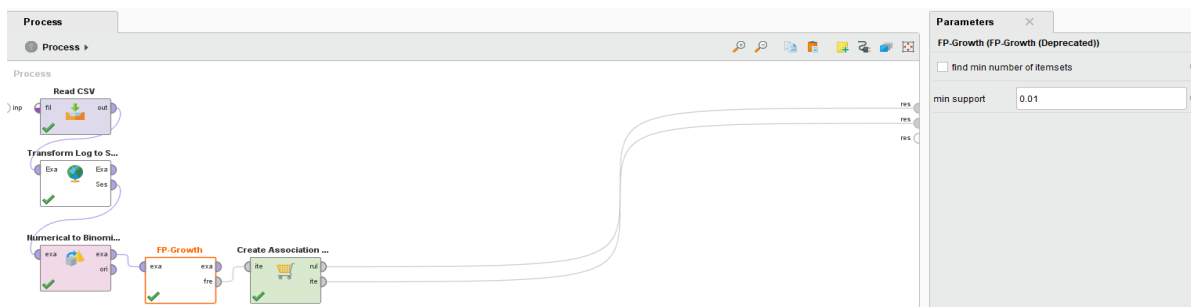 Process
Parameters
Process
FP-Growth (FP-Growth (Deprecated))
find min number of itemsets
min support
0.01
Process
Read CSV
inp
fil
out
res
res
res
Transform Log to S...
Exa
Exa
Ses
Numerical to Binomi...
exa
exa
ori
FP-Growth
exa
exa
fre
Create Association ...
ite
rul
ite